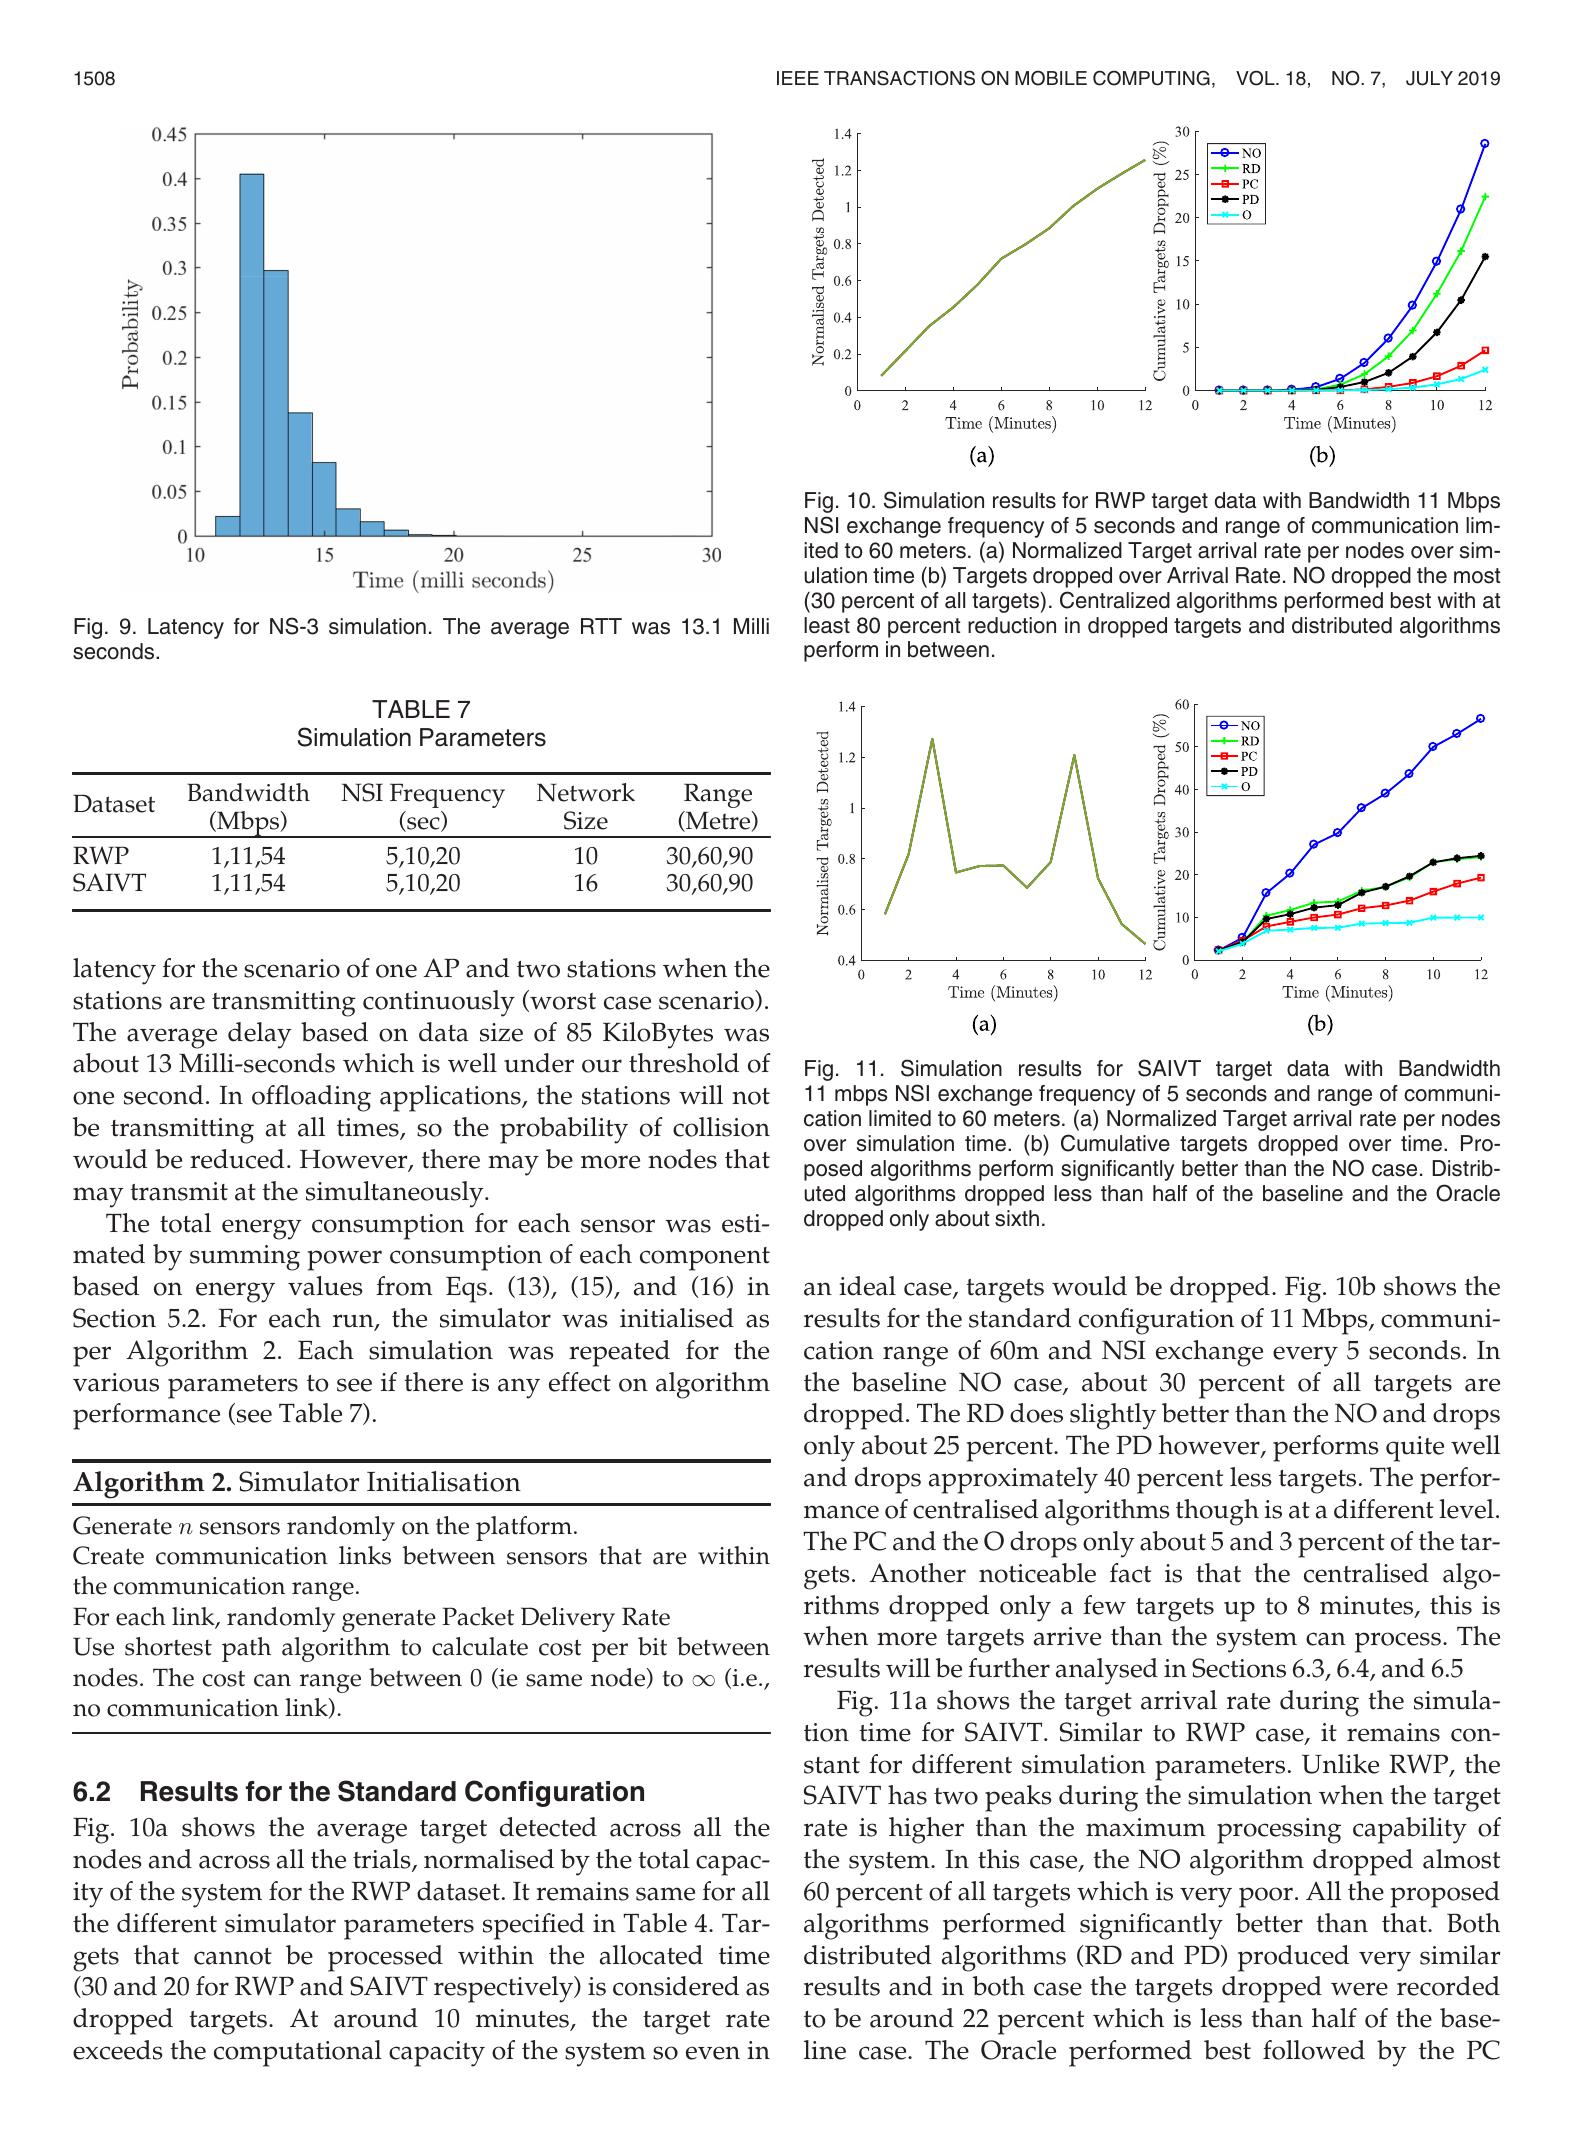 1508
IEEE TRANSACTIONS ON MOBILE COMPUTING, VOL. 18, NO. 7, JULY 2019
0.45
0.4
0.35
0.3
0.25
0.2
0.15
0.1
0.05
0
Probability
10 15 20 25 30
Time (milli seconds)
Fig. 9. Latency for NS-3 simulation. The average RTT was 13.1 Milli
seconds.
TABLE 7
Simulation Parameters
Dataset Bandwidth (Mbps) NSI Frequency (sec) Network Size Range (Metre)
RWP 1,11,54 5,10,20 10 30,60,90
SAIVT 1,11,54 5,10,20 16 30,60,90
latency for the scenario of one AP and two stations when the
stations are transmitting continuously (worst case scenario).
The average delay based on data size of 85 KiloBytes was
about 13 Milli-seconds which is well under our threshold of
one second. In offloading applications, the stations will not
be transmitting at all times, so the probability of collision
would be reduced. However, there may be more nodes that
may transmit at the simultaneously.
The total energy consumption for each sensor was esti-
mated by summing power consumption of each component
based on energy values from Eqs. (13), (15), and (16) in
Section 5.2. For each run, the simulator was initialised as
per Algorithm 2. Each simulation was repeated for the
various parameters to see if there is any effect on algorithm
performance (see Table 7).
Algorithm 2. Simulator Initialisation
Generate n sensors randomly on the platform.
Create communication links between sensors that are within
the communication range.
For each link, randomly generate Packet Delivery Rate
Use shortest path algorithm to calculate cost per bit between
nodes. The cost can range between 0 (ie same node) to ∞ (i.e.,
no communication link).
6.2 Results for the Standard Configuration
Fig. 10a shows the average target detected across all the
nodes and across all the trials, normalised by the total capac-
ity of the system for the RWP dataset. It remains same for all
the different simulator parameters specified in Table 4. Tar-
gets that cannot be processed within the allocated time
(30 and 20 for RWP and SAIVT respectively) is considered as
dropped targets. At around 10 minutes, the target rate
exceeds the computational capacity of the system so even in
1.4
1.2
1
0.8
0.6
0.4
0.2
0
Normalised Targets Detected
0 2 4 6 8 10 12
Time (Minutes)
(a)
30
25
20
15
10
5
0
Cumulative Targets Dropped (%)
NO
RD
PC
PD
O
0 2 4 6 8 10 12
Time (Minutes)
(b)
Fig. 10. Simulation results for RWP target data with Bandwidth 11 Mbps
NSI exchange frequency of 5 seconds and range of communication lim-
ited to 60 meters. (a) Normalized Target arrival rate per nodes over sim-
ulation time (b) Targets dropped over Arrival Rate. NO dropped the most
(30 percent of all targets). Centralized algorithms performed best with at
least 80 percent reduction in dropped targets and distributed algorithms
perform in between.
1.4
1.2
1
0.8
0.6
0.4
Normalised Targets Detected
0 2 4 6 8 10 12
Time (Minutes)
(a)
60
50
40
30
20
10
0
Cumulative Targets Dropped (%)
NO
RD
PC
PD
O
0 2 4 6 8 10 12
Time (Minutes)
(b)
Fig. 11. Simulation results for SAIVT target data with Bandwidth
11 mbps NSI exchange frequency of 5 seconds and range of communi-
cation limited to 60 meters. (a) Normalized Target arrival rate per nodes
over simulation time. (b) Cumulative targets dropped over time. Pro-
posed algorithms perform significantly better than the NO case. Distrib-
uted algorithms dropped less than half of the baseline and the Oracle
dropped only about sixth.
an ideal case, targets would be dropped. Fig. 10b shows the
results for the standard configuration of 11 Mbps, communi-
cation range of 60m and NSI exchange every 5 seconds. In
the baseline NO case, about 30 percent of all targets are
dropped. The RD does slightly better than the NO and drops
only about 25 percent. The PD however, performs quite well
and drops approximately 40 percent less targets. The perfor-
mance of centralised algorithms though is at a different level.
The PC and the O drops only about 5 and 3 percent of the tar-
gets. Another noticeable fact is that the centralised algo-
rithms dropped only a few targets up to 8 minutes, this is
when more targets arrive than the system can process. The
results will be further analysed in Sections 6.3, 6.4, and 6.5
Fig. 11a shows the target arrival rate during the simula-
tion time for SAIVT. Similar to RWP case, it remains con-
stant for different simulation parameters. Unlike RWP, the
SAIVT has two peaks during the simulation when the target
rate is higher than the maximum processing capability of
the system. In this case, the NO algorithm dropped almost
60 percent of all targets which is very poor. All the proposed
algorithms performed significantly better than that. Both
distributed algorithms (RD and PD) produced very similar
results and in both case the targets dropped were recorded
to be around 22 percent which is less than half of the base-
line case. The Oracle performed best followed by the PC